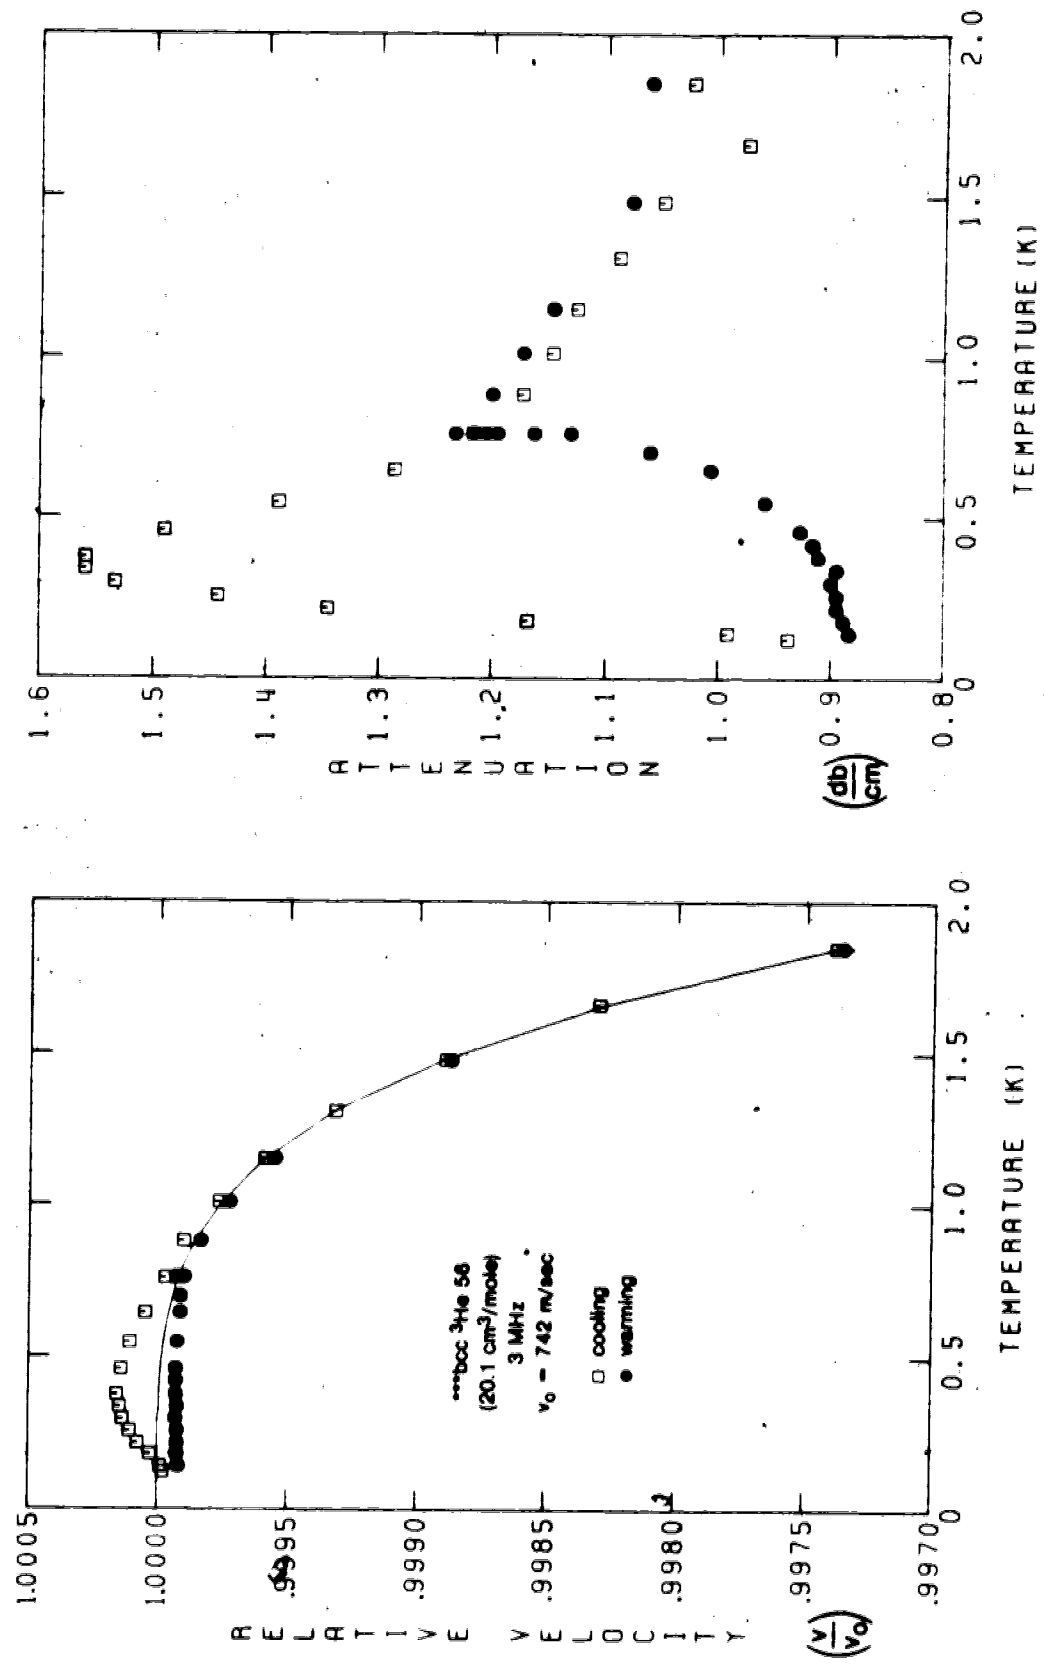 1.0005
1.0000
.9995
.9990
.9985
.9980
.9975
.9970
RELATIVE VELOCITY
(v/v₀)
0
0.5
1.0
1.5
2.0
TEMPERATURE (K)
***bcc ³He 56
(20.1 cm³/mole)
3 MHz
v₀ = 742 m/sec
□ cooling
● warming
1.6
1.5
1.4
1.3
1.2
1.1
1.0
0.9
0.8
ATTENUATION
(db/cm)
0
0.5
1.0
1.5
2.0
TEMPERATURE (K)